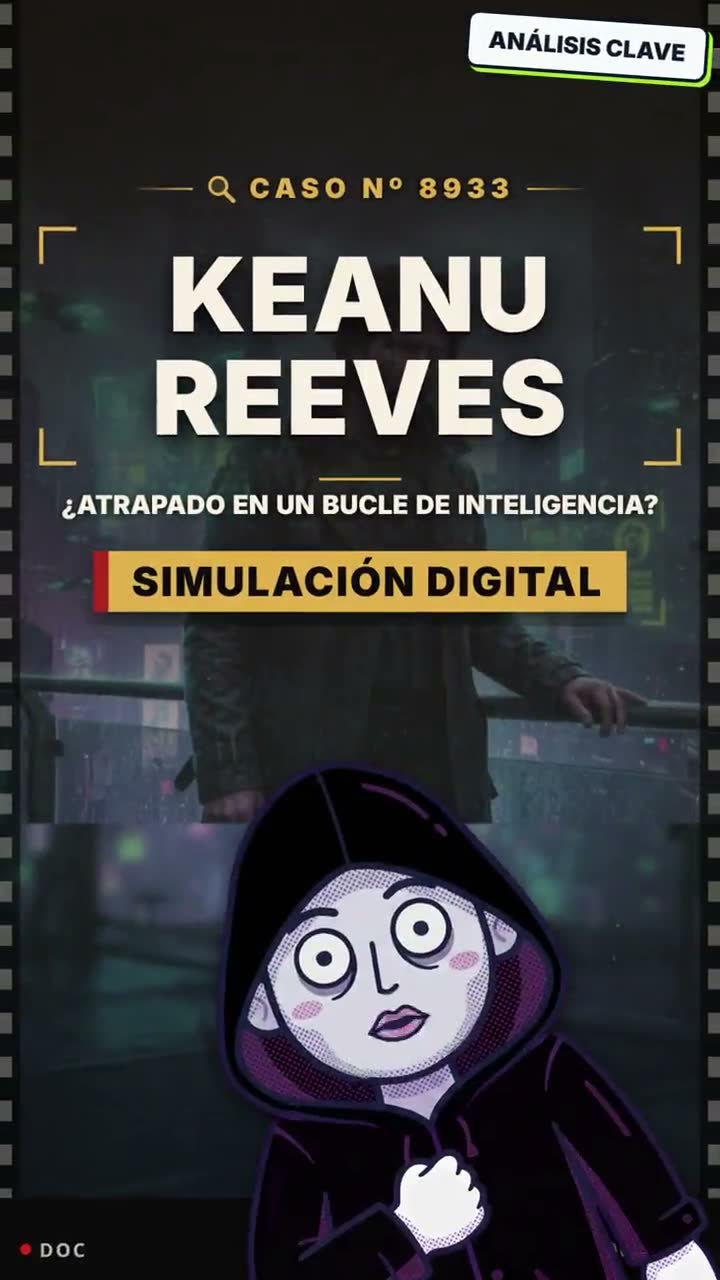 ANÁLISIS CLAVE
CASO Nº 8933
KEANU
REEVES
¿ATRAPADO EN UN BUCLE DE INTELIGENCIA?
SIMULACIÓN DIGITAL
DOC